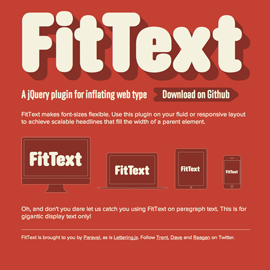 FitText
A jQuery plugin for inflating web type
Download on Github
FitText makes font-sizes flexible. Use this plugin on your fluid or responsive layout
to achieve scalable headlines that fill the width of a parent element.
FitText
FitText
FitText
FitText
Oh, and don't you dare let us catch you using FitText on paragraph text. This is for
gigantic display text only!
FitText is brought to you by Paravel, as is Lettering.js. Follow Trent, Dave and Reagan on Twitter.